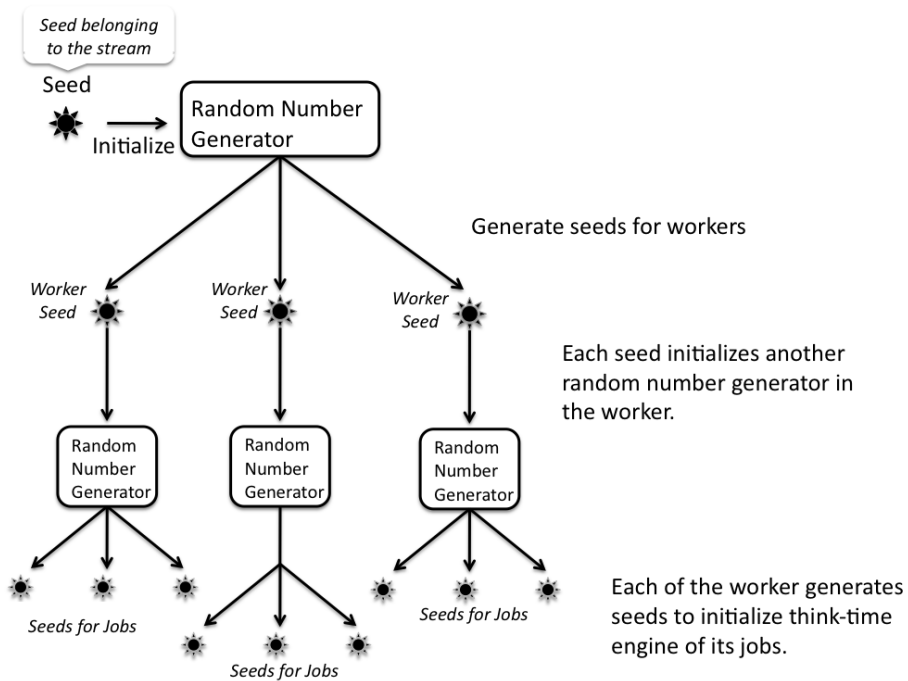 Seed belonging
to the stream
Seed
Initialize
Random Number
Generator
Generate seeds for workers
Worker
Seed
Worker
Seed
Worker
Seed
Each seed initializes another
random number generator in
the worker.
Random
Number
Generator
Random
Number
Generator
Random
Number
Generator
Seeds for Jobs
Seeds for Jobs
Seeds for Jobs
Each of the worker generates
seeds to initialize think-time
engine of its jobs.